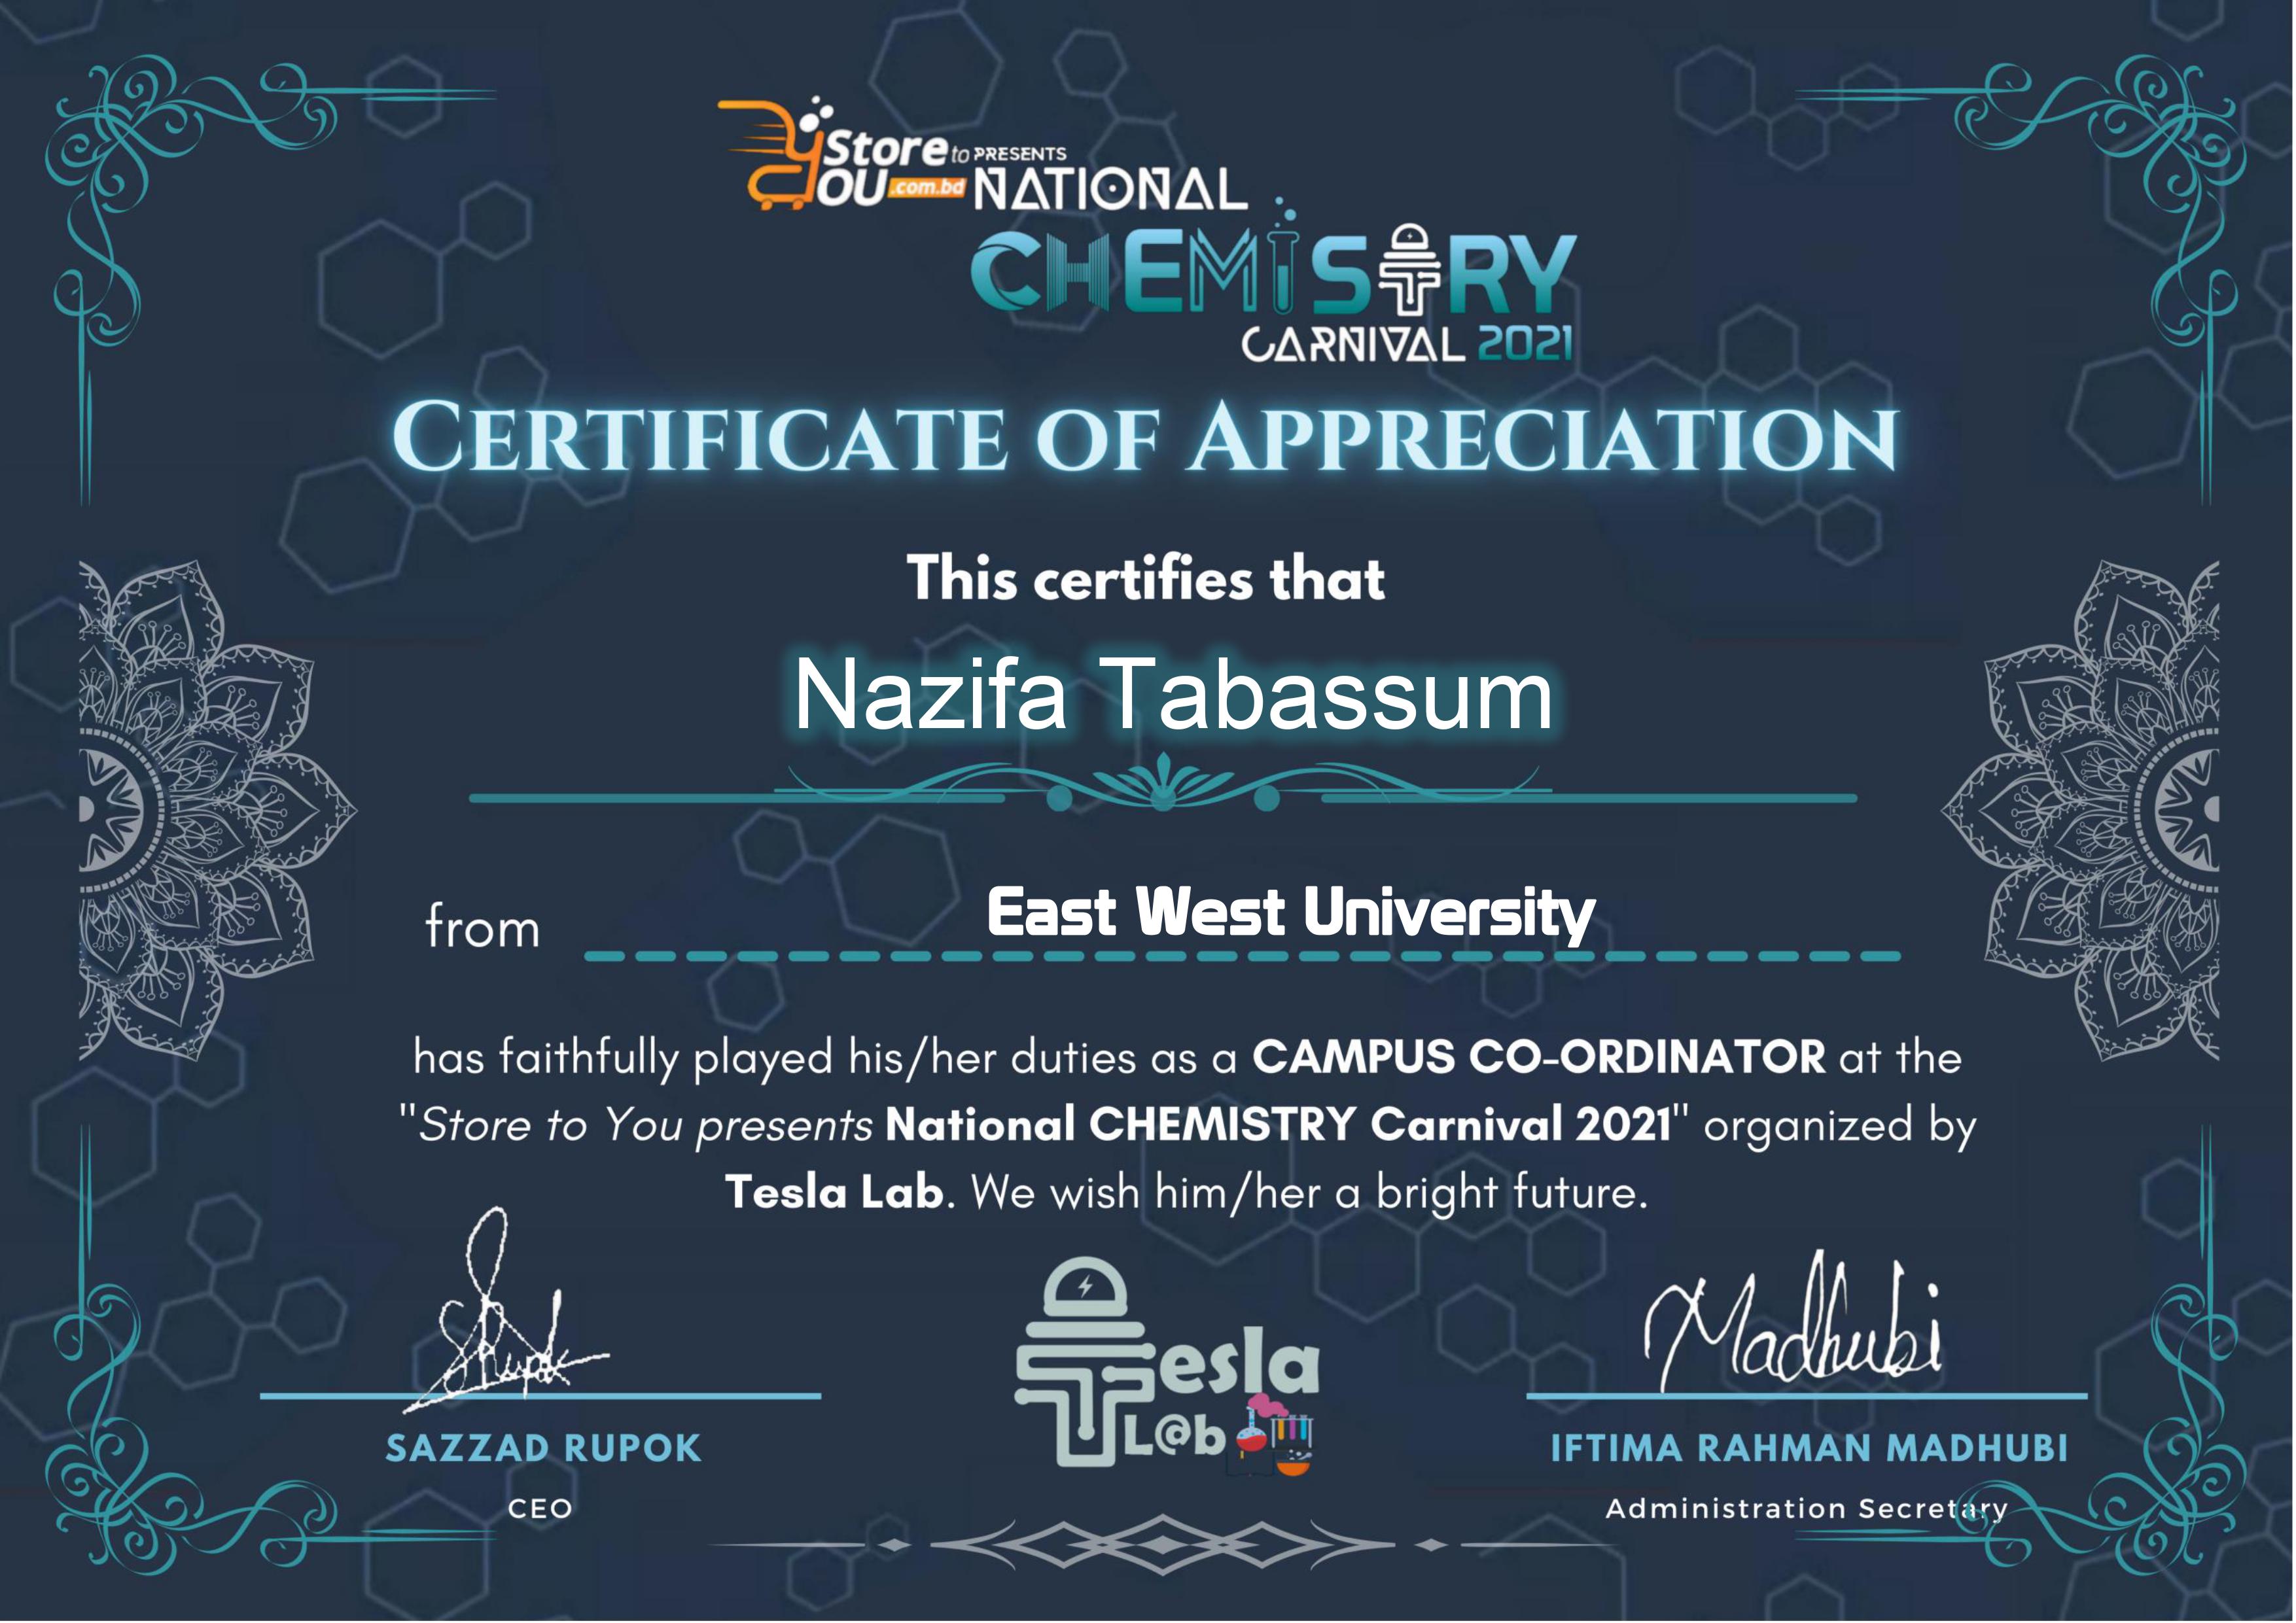 Store to PRESENTS
YOU .com.bd NATIONAL
CHEMISTRY
CARNIVAL 2021
CERTIFICATE OF APPRECIATION
This certifies that
Nazifa Tabassum
from East West University
has faithfully played his/her duties as a CAMPUS CO-ORDINATOR at the
"Store to You presents National CHEMISTRY Carnival 2021" organized by
Tesla Lab. We wish him/her a bright future.
SRupok
Madhubi
Tesla
L@b
SAZZAD RUPOK
IFTIMA RAHMAN MADHUBI
CEO
Administration Secretary